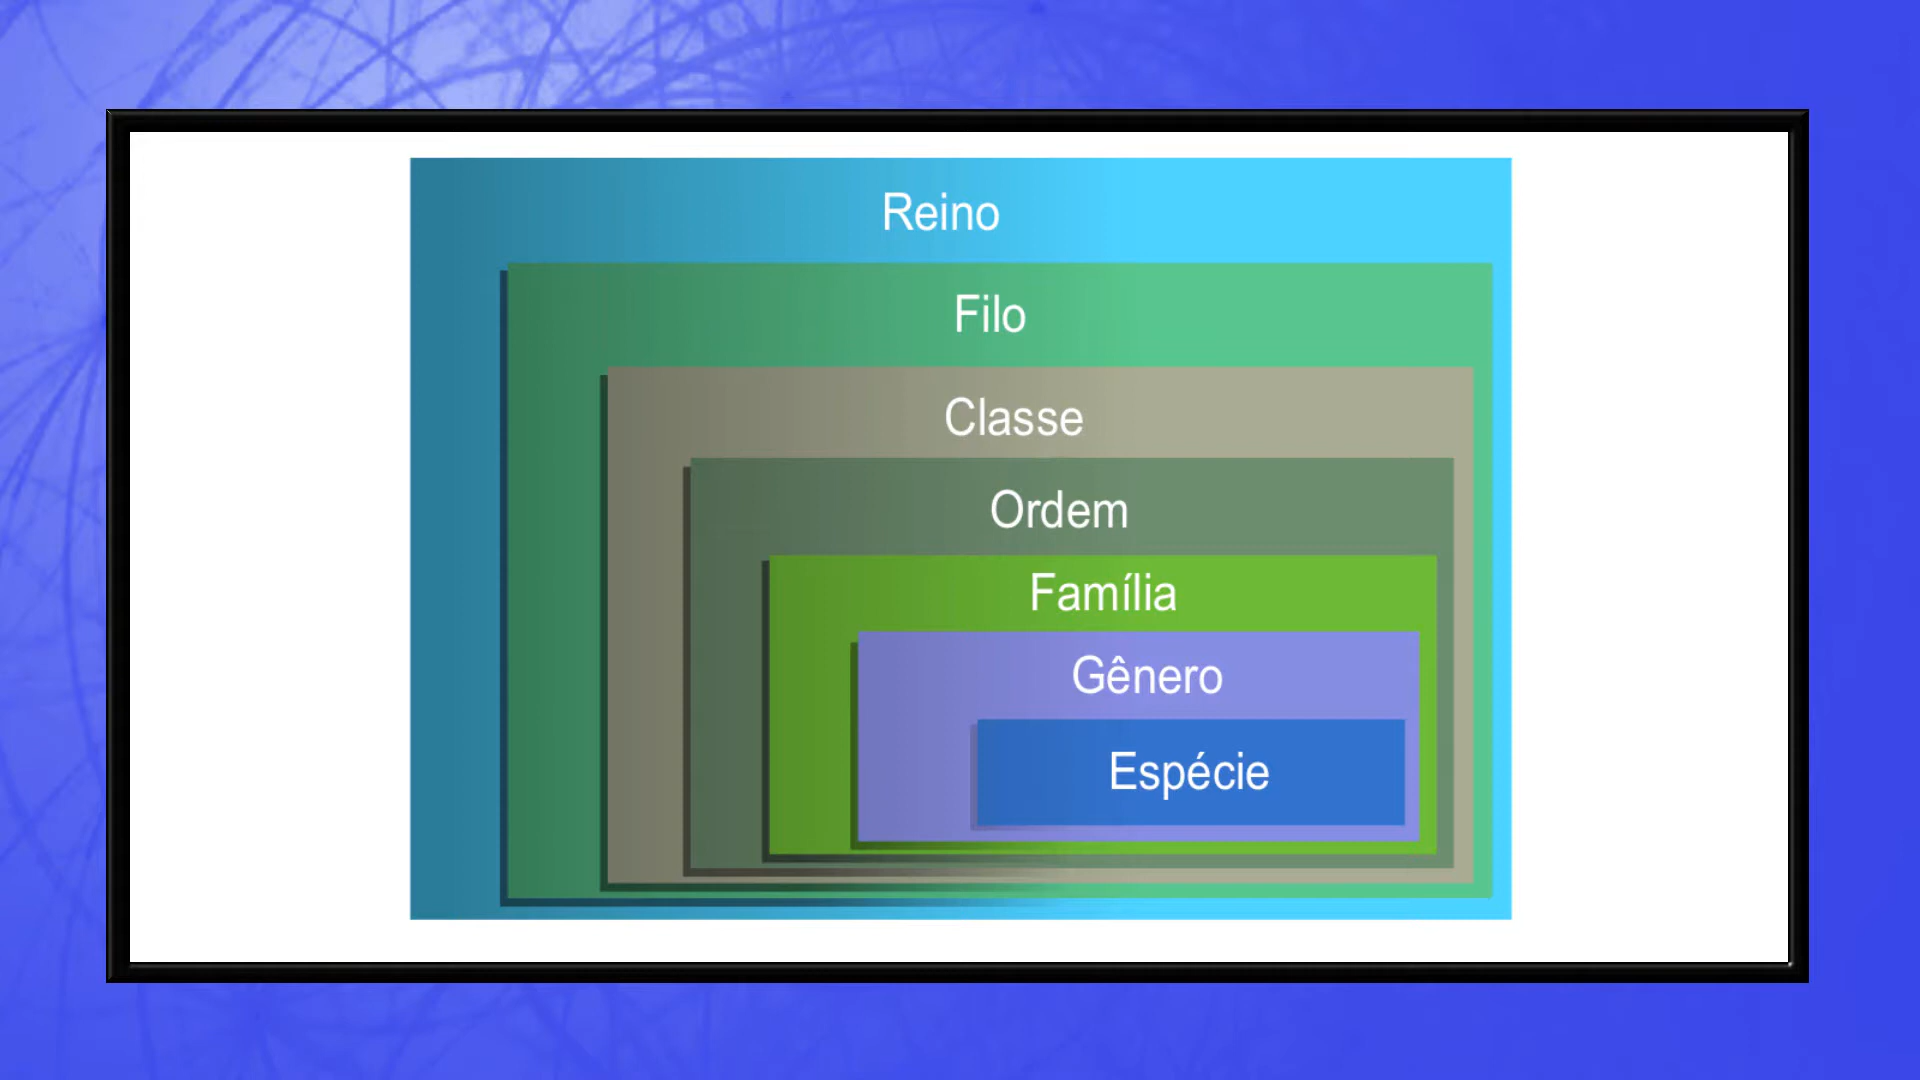 Reino
Filo
Classe
Ordem
Família
Gênero
Espécie